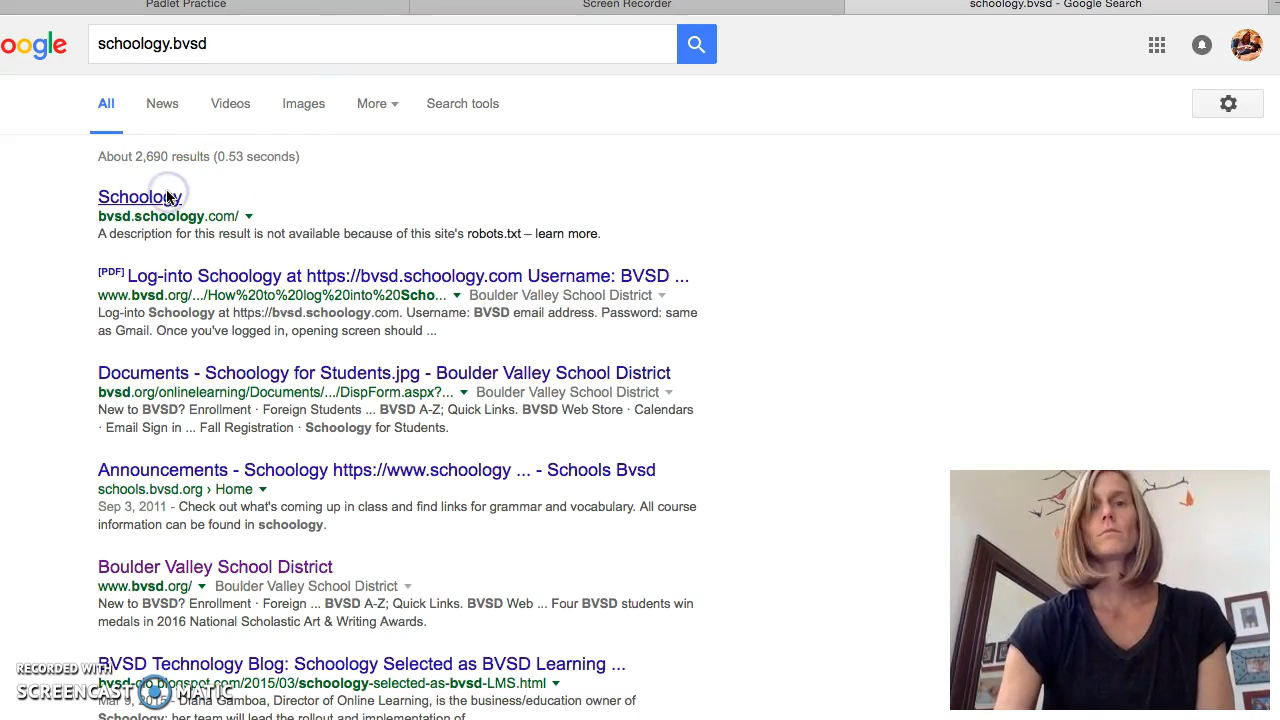 Padlet Practice
Screen Recorder
schoology.bvsd - Google Search
oogle
schoology.bvsd
All
News
Videos
Images
More
Search tools
About 2,690 results (0.53 seconds)
Schoology
bvsd.schoology.com/
A description for this result is not available because of this site's robots.txt – learn more.
[PDF] Log-into Schoology at https://bvsd.schoology.com Username: BVSD ...
www.bvsd.org/.../How%20to%20log%20into%20Scho... Boulder Valley School District
Log-into Schoology at https://bvsd.schoology.com. Username: BVSD email address. Password: same
as Gmail. Once you've logged in, opening screen should ...
Documents - Schoology for Students.jpg - Boulder Valley School District
bvsd.org/onlinelearning/Documents/.../DispForm.aspx?... Boulder Valley School District
New to BVSD? Enrollment · Foreign Students ... BVSD A-Z; Quick Links. BVSD Web Store · Calendars
· Email Sign in ... Fall Registration · Schoology for Students.
Announcements - Schoology https://www.schoology ... - Schools Bvsd
schools.bvsd.org › Home
Sep 3, 2011 - Check out what's coming up in class and find links for grammar and vocabulary. All course
information can be found in schoology.
Boulder Valley School District
www.bvsd.org/ Boulder Valley School District
New to BVSD? Enrollment · Foreign ... BVSD A-Z; Quick Links. BVSD Web ... Four BVSD students win
medals in 2016 National Scholastic Art & Writing Awards.
BVSD Technology Blog: Schoology Selected as BVSD Learning ...
.blogspot.com/2015/03/schoology-selected-as-bvsd-LMS.html
Diana Gamboa, Director of Online Learning, is the business/education owner of
Schoology; her team will lead the rollout and implementation of
RECORDED WITH
SCREENCAST MATIC